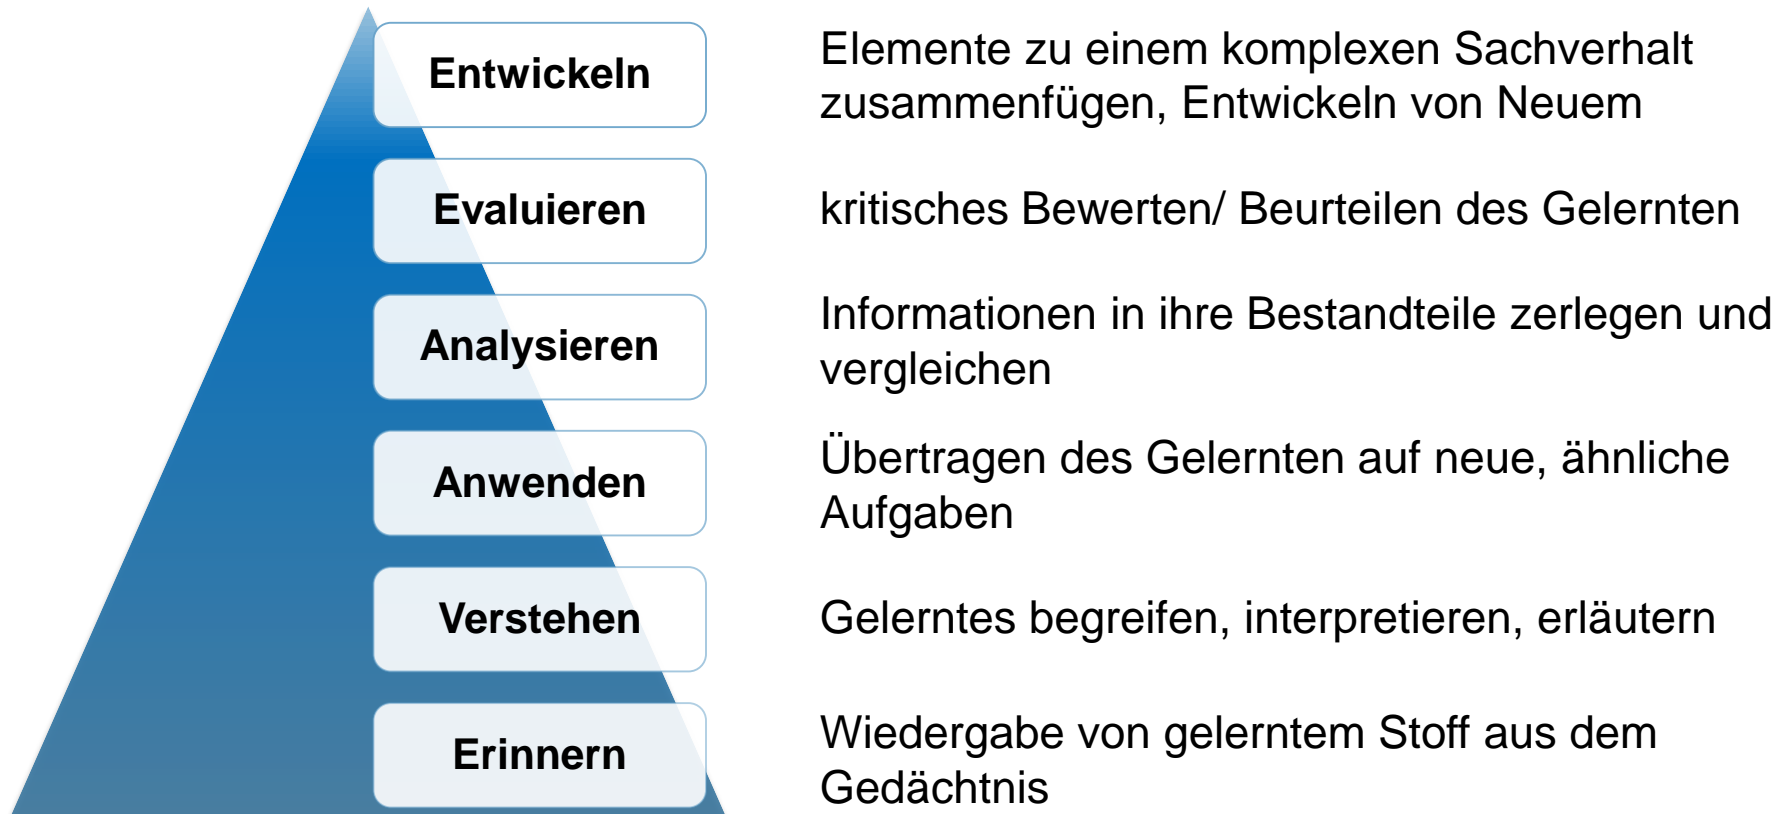 Entwickeln
Elemente zu einem komplexen Sachverhalt
zusammenfügen, Entwickeln von Neuem
Evaluieren
kritisches Bewerten/ Beurteilen des Gelernten
Analysieren
Informationen in ihre Bestandteile zerlegen und
vergleichen
Anwenden
Übertragen des Gelernten auf neue, ähnliche
Aufgaben
Verstehen
Gelerntes begreifen, interpretieren, erläutern
Erinnern
Wiedergabe von gelerntem Stoff aus dem
Gedächtnis